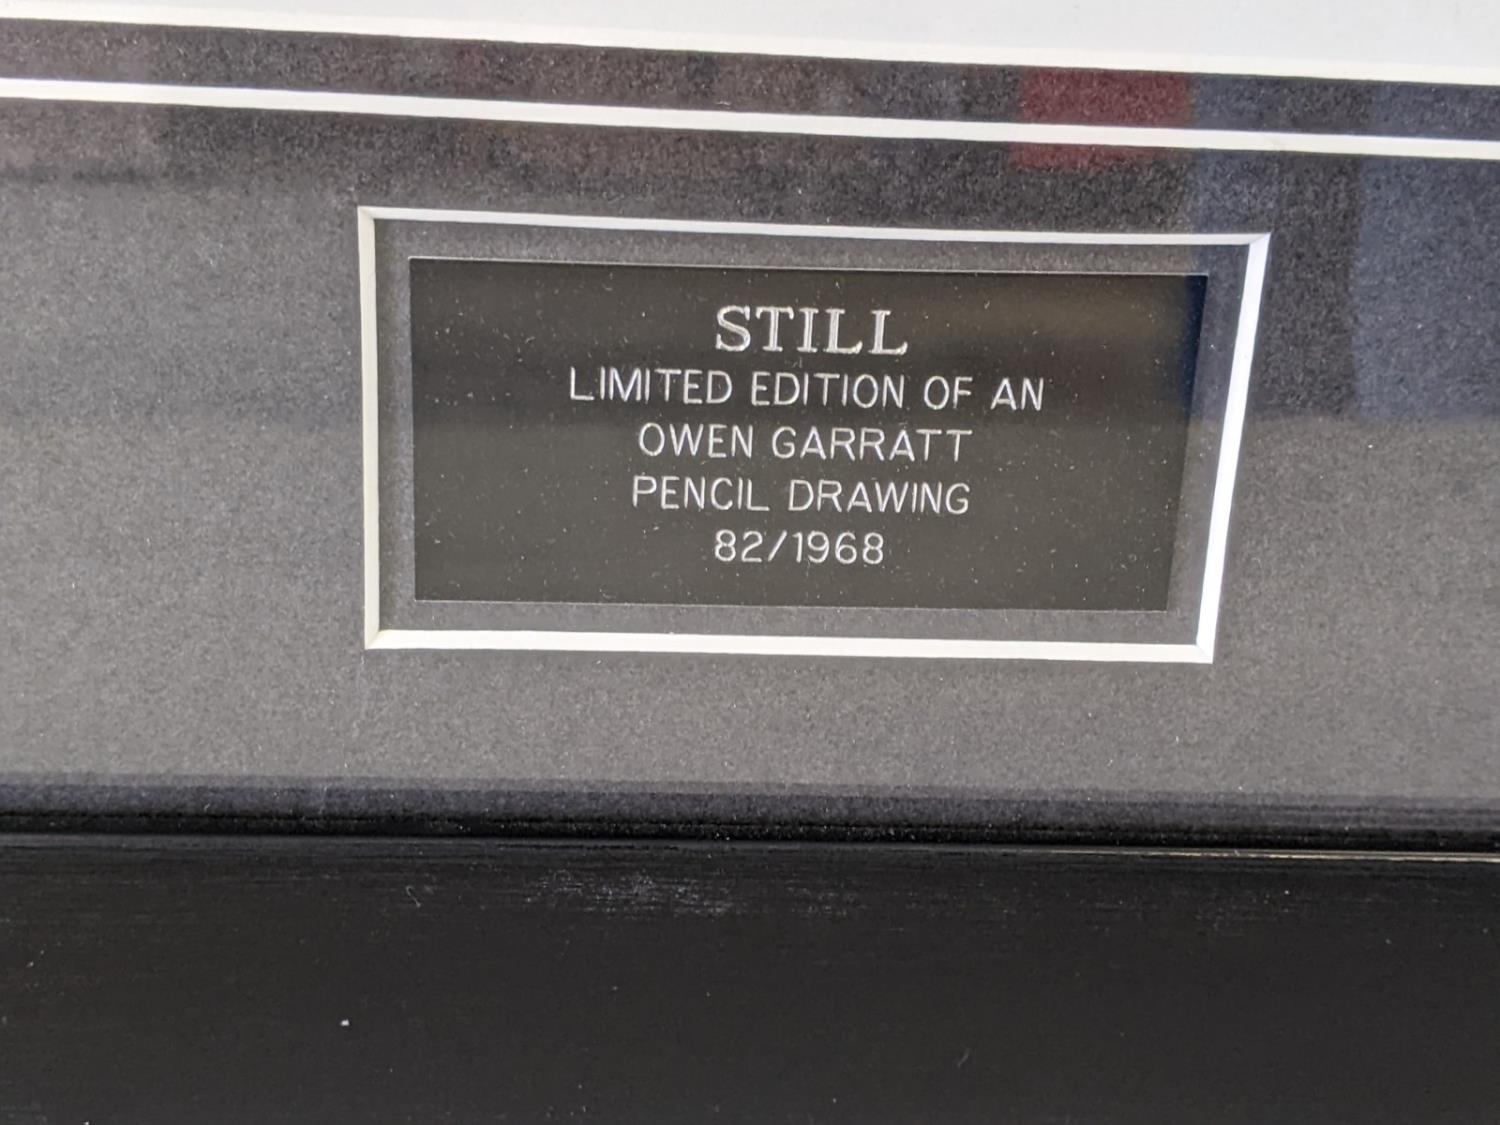 STILL
LIMITED EDITION OF AN
OWEN GARRATT
PENCIL DRAWING
82/1968